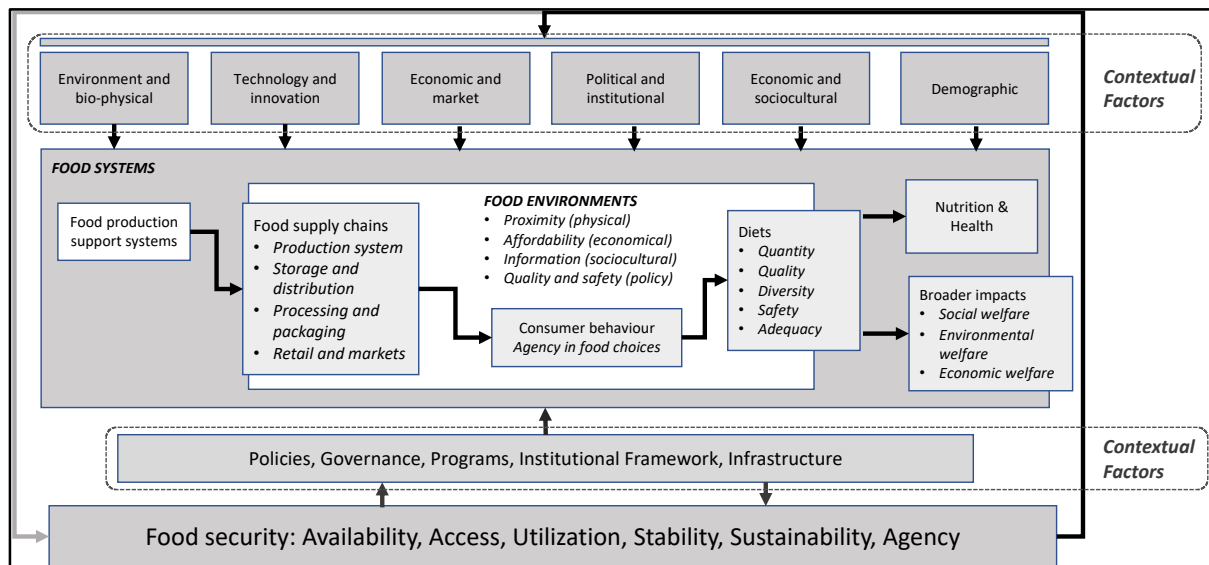 Environment and
bio-physical
Technology and
innovation
Economic and
market
Political and
institutional
Economic and
sociocultural
Demographic
Contextual
Factors
FOOD SYSTEMS
Food production
support systems
Food supply chains
• Production system
• Storage and
distribution
• Processing and
packaging
• Retail and markets
FOOD ENVIRONMENTS
• Proximity (physical)
• Affordability (economical)
• Information (sociocultural)
• Quality and safety (policy)
Consumer behaviour
Agency in food choices
Diets
• Quantity
• Quality
• Diversity
• Safety
• Adequacy
Nutrition &
Health
Broader impacts
• Social welfare
• Environmental
welfare
• Economic welfare
Policies, Governance, Programs, Institutional Framework, Infrastructure
Contextual
Factors
Food security: Availability, Access, Utilization, Stability, Sustainability, Agency